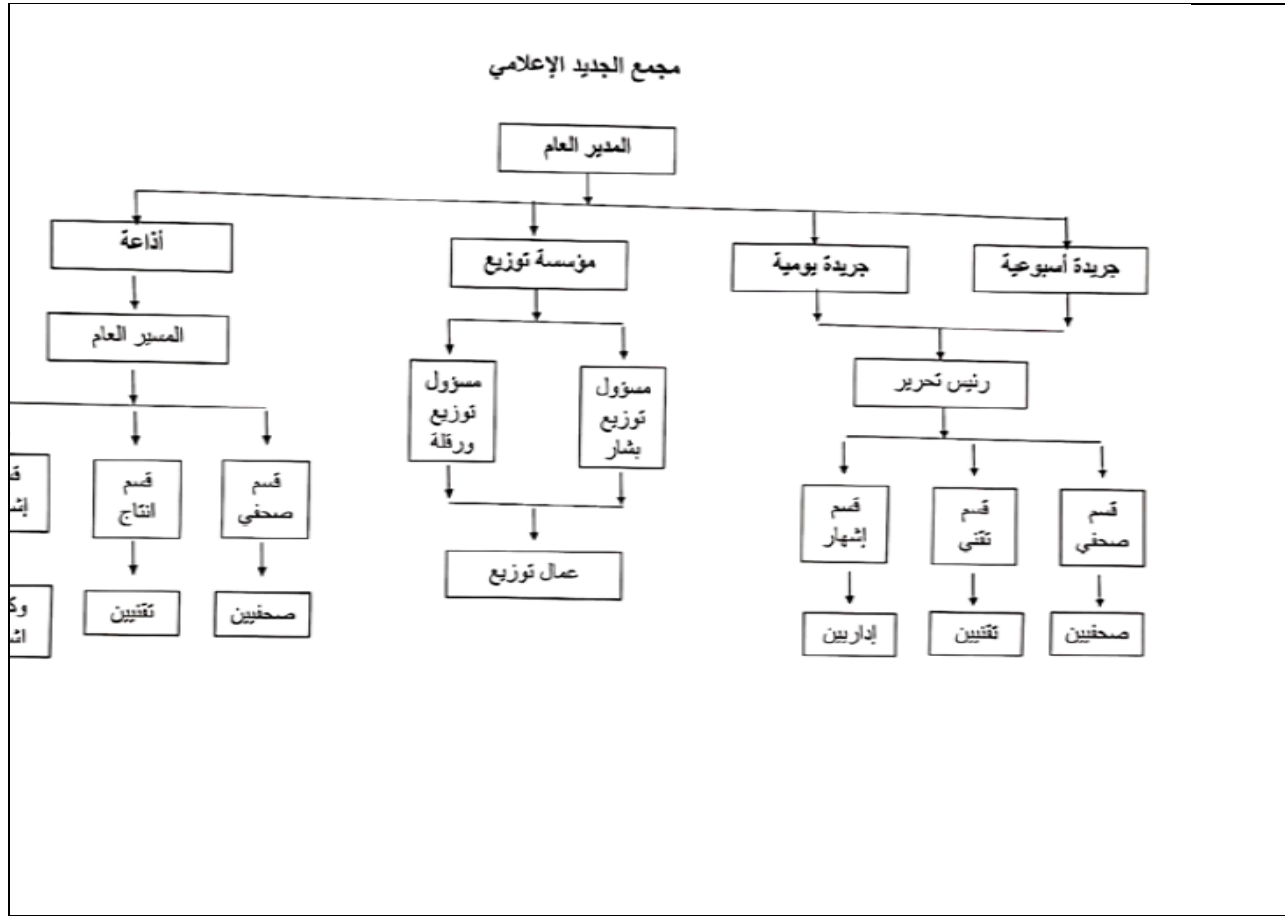 مجمع الجديد الإعلامي
المدير العام
جريدة أسبوعية
جريدة يومية
مؤسسة توزيع
أذاعة
المسير العام
رئيس تحرير
مسؤول
توزيع
بشار
مسؤول
توزيع
ورقلة
قسم
صحفي
قسم
تقني
قسم
إشهار
قسم
صحفي
قسم
انتاج
عمال توزيع
صحفيين
تقنيين
إداريين
صحفيين
تقنيين